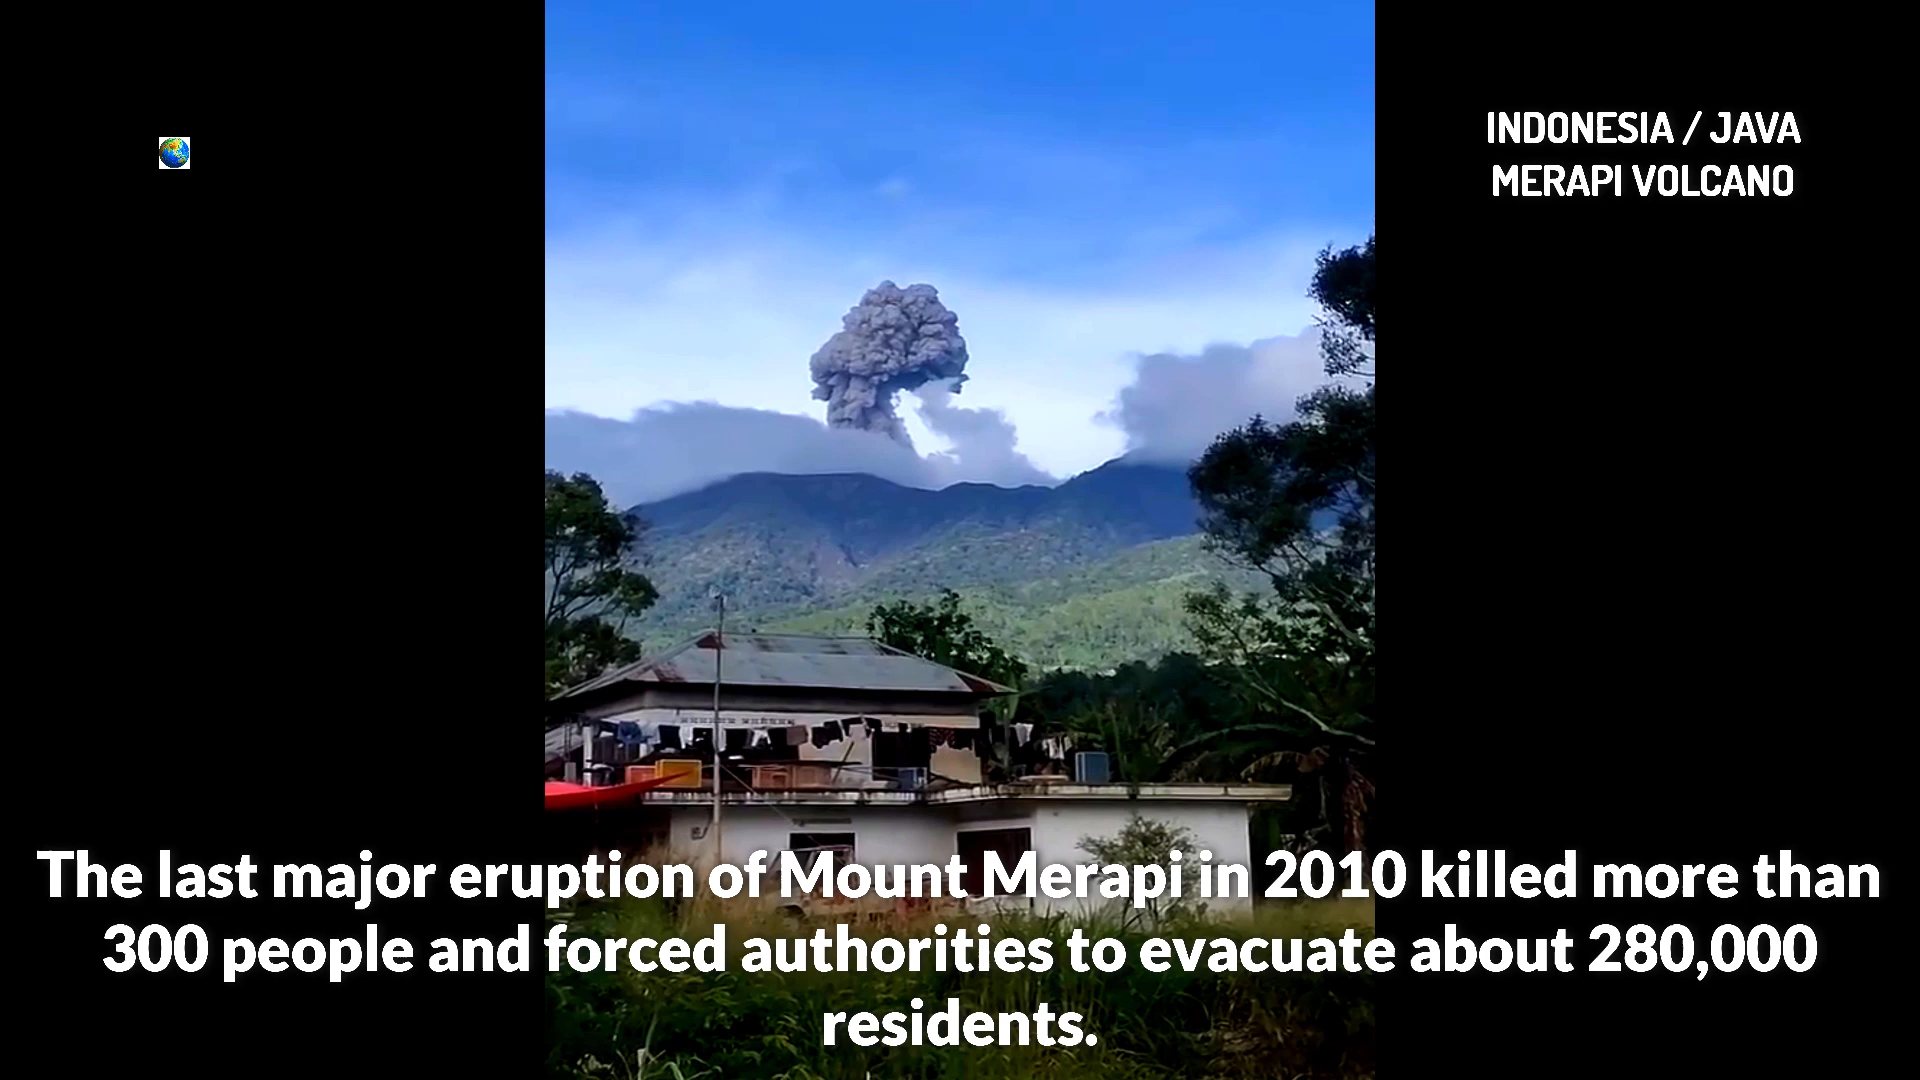 INDONESIA / JAVA
MERAPI VOLCANO
The last major eruption of Mount Merapi in 2010 killed more than
300 people and forced authorities to evacuate about 280,000
residents.